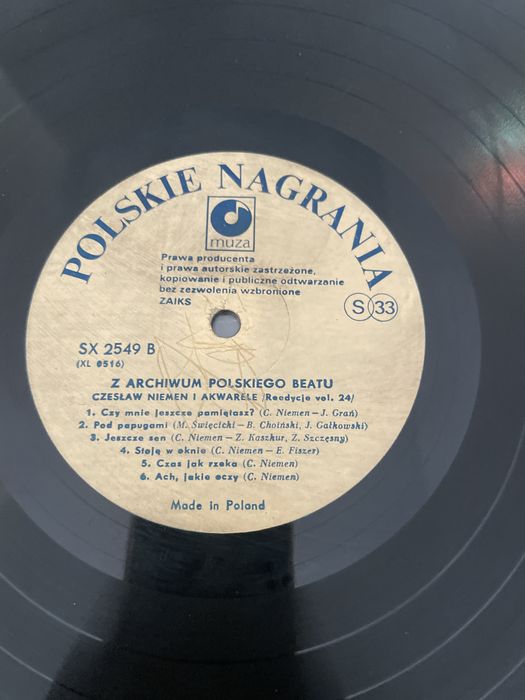 POLSKIE NAGRANIA
muza
Prawa producenta
i prawa autorskie zastrzeżone,
kopiowanie i publiczne odtwarzanie
bez zezwolenia wzbronione
ZAIKS
S 33
SX 2549 B
(XL 0516)
Z ARCHIWUM POLSKIEGO BEATU
CZESŁAW NIEMEN I AKWARELE /Reedycje vol. 24/
1. Czy mnie jeszcze pamiętasz? (C. Niemen—J. Grań)
2. Pod papugami (M. Święcicki—B. Choiński, J. Gałkowski)
3. Jeszcze sen (C. Niemen—Z. Kaszkur, Z. Szczęsny)
4. Stoję w oknie (C. Niemen—E. Fiszer)
5. Czas jak rzeka (C. Niemen)
6. Ach, jakie oczy (C. Niemen)
Made in Poland